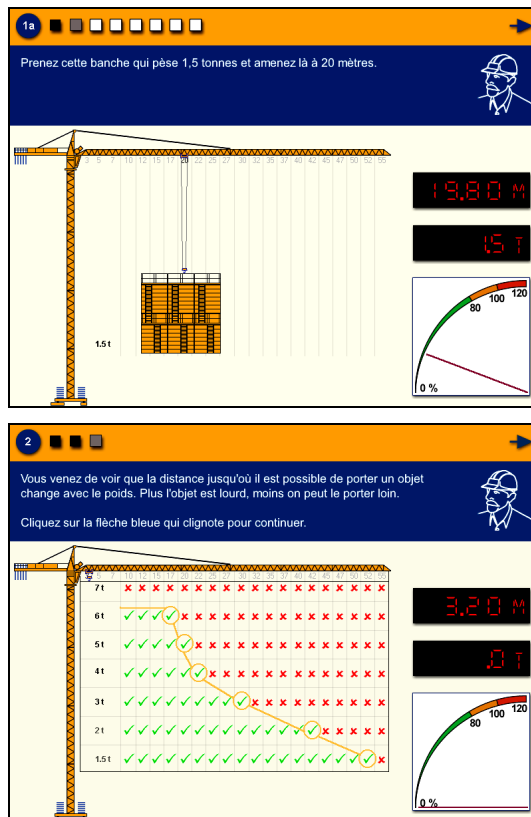 1a
Prenez cette banche qui pèse 1,5 tonnes et amenez là à 20 mètres.
3 5 7 10 12 15 17 20 22 25 27 30 32 35 37 40 42 45 47 50 52 55
19.80 M
1.5 T
80 100 120
0 %
1.5 t
2
Vous venez de voir que la distance jusqu'où il est possible de porter un objet
change avec le poids. Plus l'objet est lourd, moins on peut le porter loin.
Cliquez sur la flèche bleue qui clignote pour continuer.
5 7 10 12 15 17 20 22 25 27 30 32 35 37 40 42 45 47 50 52 55
7 t
6 t
5 t
4 t
3 t
2 t
1.5 t
3.20 M
.0 T
80 100 120
0 %